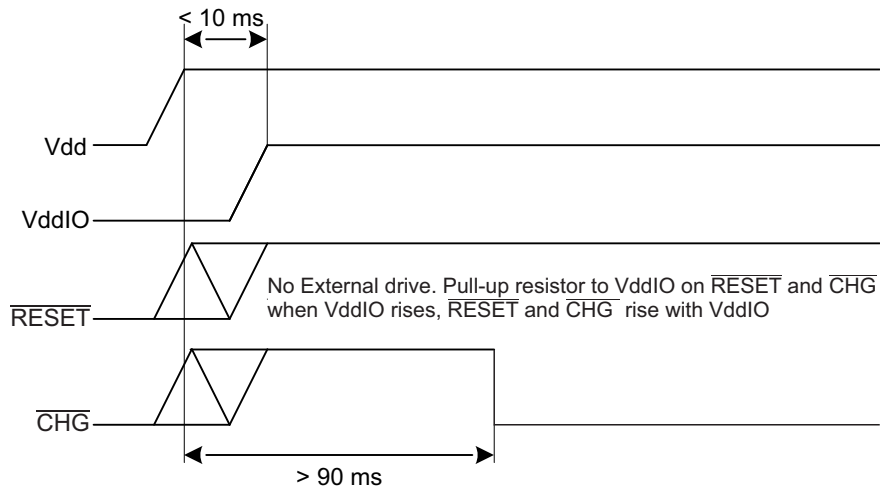 < 10 ms
Vdd
VddIO
No External drive. Pull-up resistor to VddIO on RESET and CHG
when VddIO rises, RESET and CHG rise with VddIO
RESET
CHG
> 90 ms